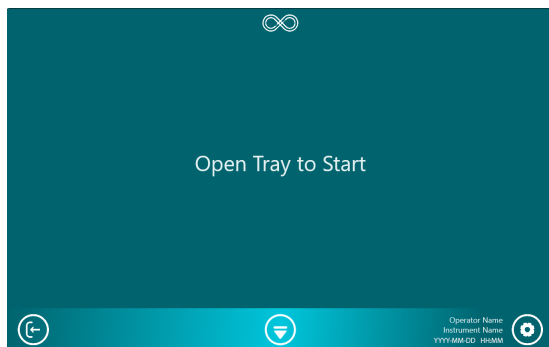 Open Tray to Start
Operator Name
Instrument Name
YYYY-MM-DD HH:MM